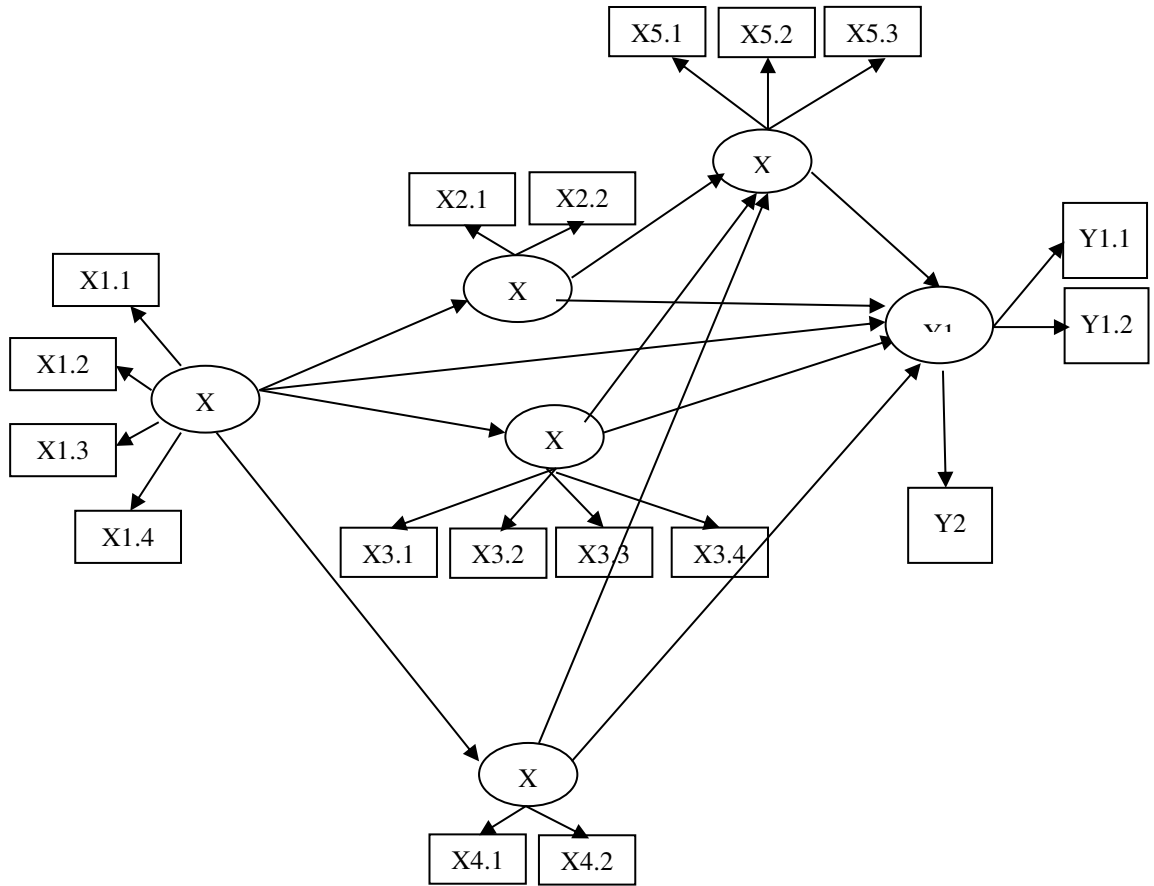 X5.1 X5.2 X5.3
X
X2.1 X2.2
X
Y1.1
Y1.2
Y1
X1.1
X1.2
X
X1.3
X1.4
X
X3.1 X3.2 X3.3 X3.4
Y2
X
X4.1 X4.2